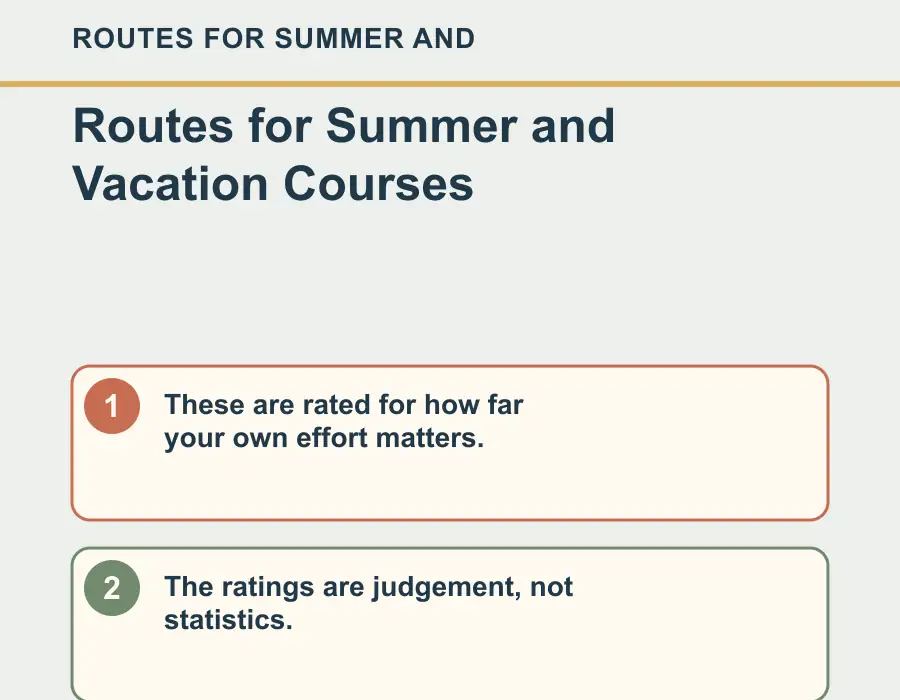 ROUTES FOR SUMMER AND
Routes for Summer and
Vacation Courses
1
These are rated for how far
your own effort matters.
2
The ratings are judgement, not
statistics.